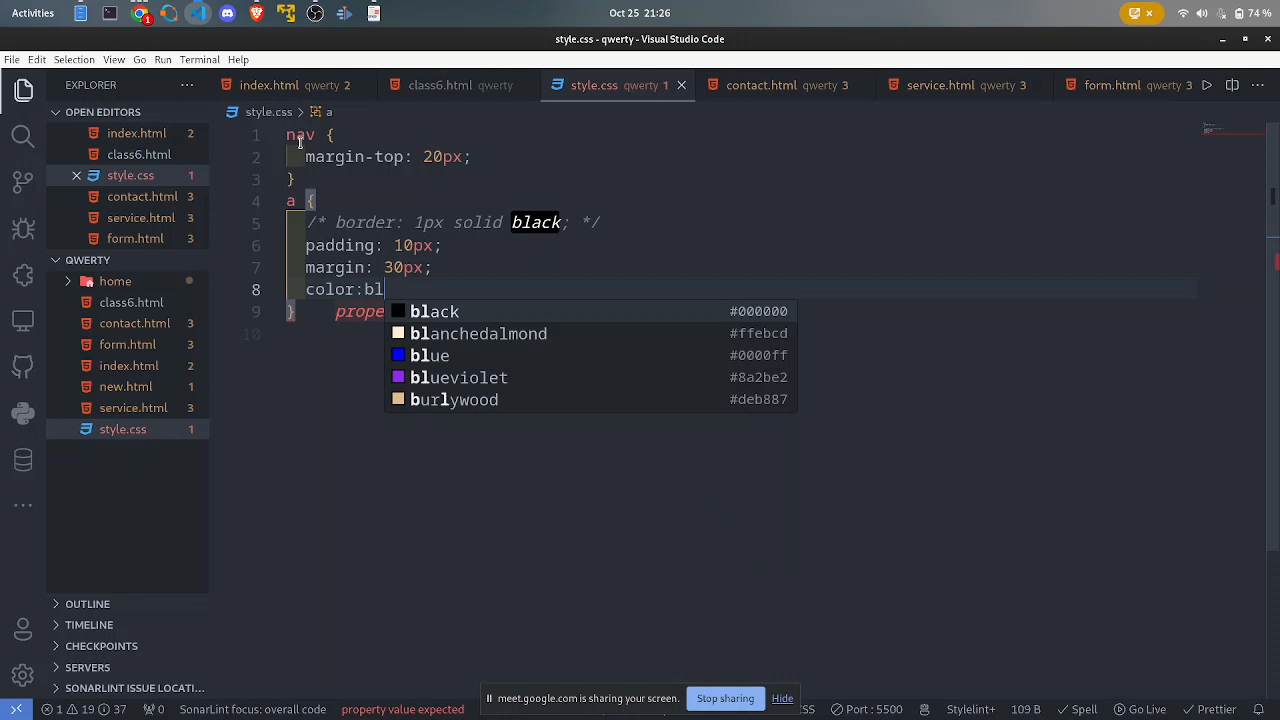 Activities
Oct 25 21:26
74 %
style.css - qwerty - Visual Studio Code
File Edit Selection View Go Run Terminal Help
EXPLORER
index.html qwerty 2
class6.html qwerty
style.css qwerty 1
contact.html qwerty 3
service.html qwerty 3
form.html qwerty 3
OPEN EDITORS
index.html 2
class6.html
style.css 1
contact.html 3
service.html 3
form.html 3
QWERTY
home
class6.html
contact.html 3
form.html 2
index.html 2
new.html 1
service.html 3
style.css 1
OUTLINE
TIMELINE
CHECKPOINTS
SERVERS
SONARLINT ISSUE LOCATI...
style.css > a
1 nav {
2 margin-top: 20px;
3 }
4 a {
5 /* border: 1px solid black; */
6 padding: 10px;
7 margin: 30px;
8 color:bl
9 } prope
10
black #000000
blanchedalmond #ffebcd
blue #0000ff
blueviolet #8a2be2
burlywood #deb887
meet.google.com is sharing your screen. Stop sharing Hide
1 19 37 0 SonarLint focus: overall code property value expected Port : 5500 Stylelint+ 109 B Spell Go Live Prettier